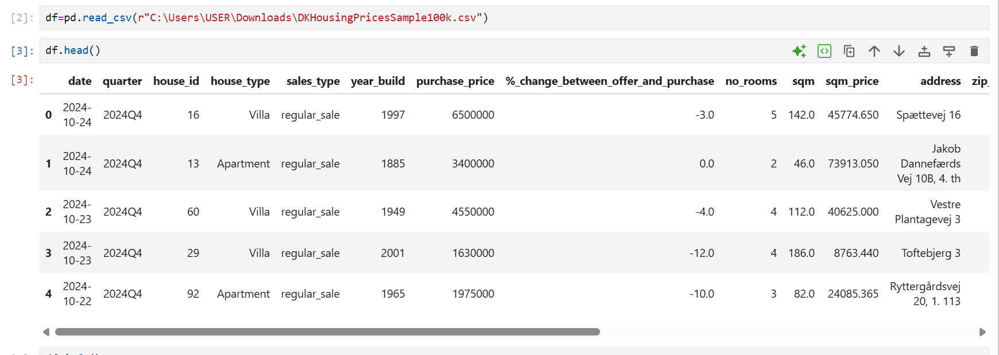 [2]: df=pd.read_csv(r"C:\Users\USER\Downloads\DKHousingPricesSample100k.csv")
[3]: df.head()
[3]: date quarter house_id house_type sales_type year_build purchase_price %_change_between_offer_and_purchase no_rooms sqm sqm_price address zip_
0 2024-10-24 2024Q4 16 Villa regular_sale 1997 6500000 -3.0 5 142.0 45774.650 Spættevej 16
1 2024-10-24 2024Q4 13 Apartment regular_sale 1885 3400000 0.0 2 46.0 73913.050 Jakob Dannefærds Vej 10B, 4. th
2 2024-10-23 2024Q4 60 Villa regular_sale 1949 4550000 -4.0 4 112.0 40625.000 Vestre Plantagevej 3
3 2024-10-23 2024Q4 29 Villa regular_sale 2001 1630000 -12.0 4 186.0 8763.440 Toftebjerg 3
4 2024-10-22 2024Q4 92 Apartment regular_sale 1965 1975000 -10.0 3 82.0 24085.365 Ryttergårdsvej 20, 1. 113